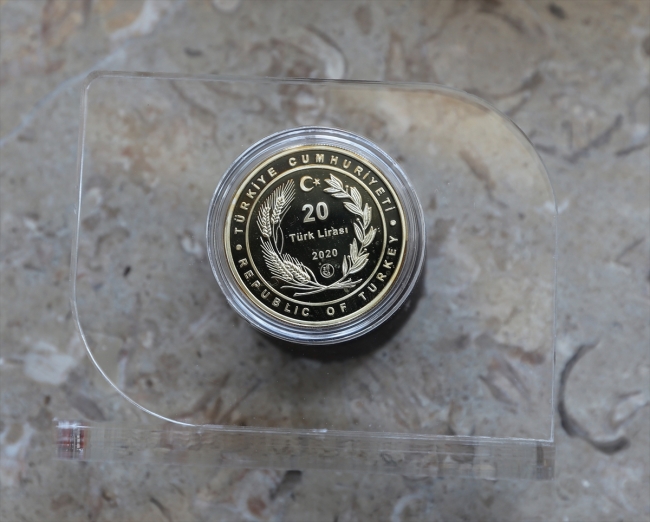 TÜRKİYE CUMHURİYETİ
20
Türk Lirası
2020
REPUBLIC OF TURKEY